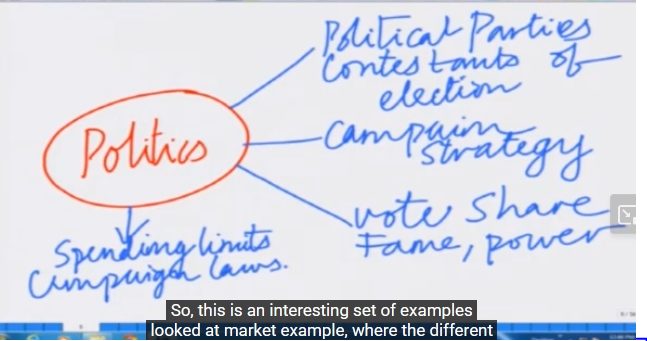 Political Parties
Contestants of
election
Politics
Campaign
strategy
vote share
Fame, power
Spending limits
Campaign laws.
So, this is an interesting set of examples
looked at market example, where the different